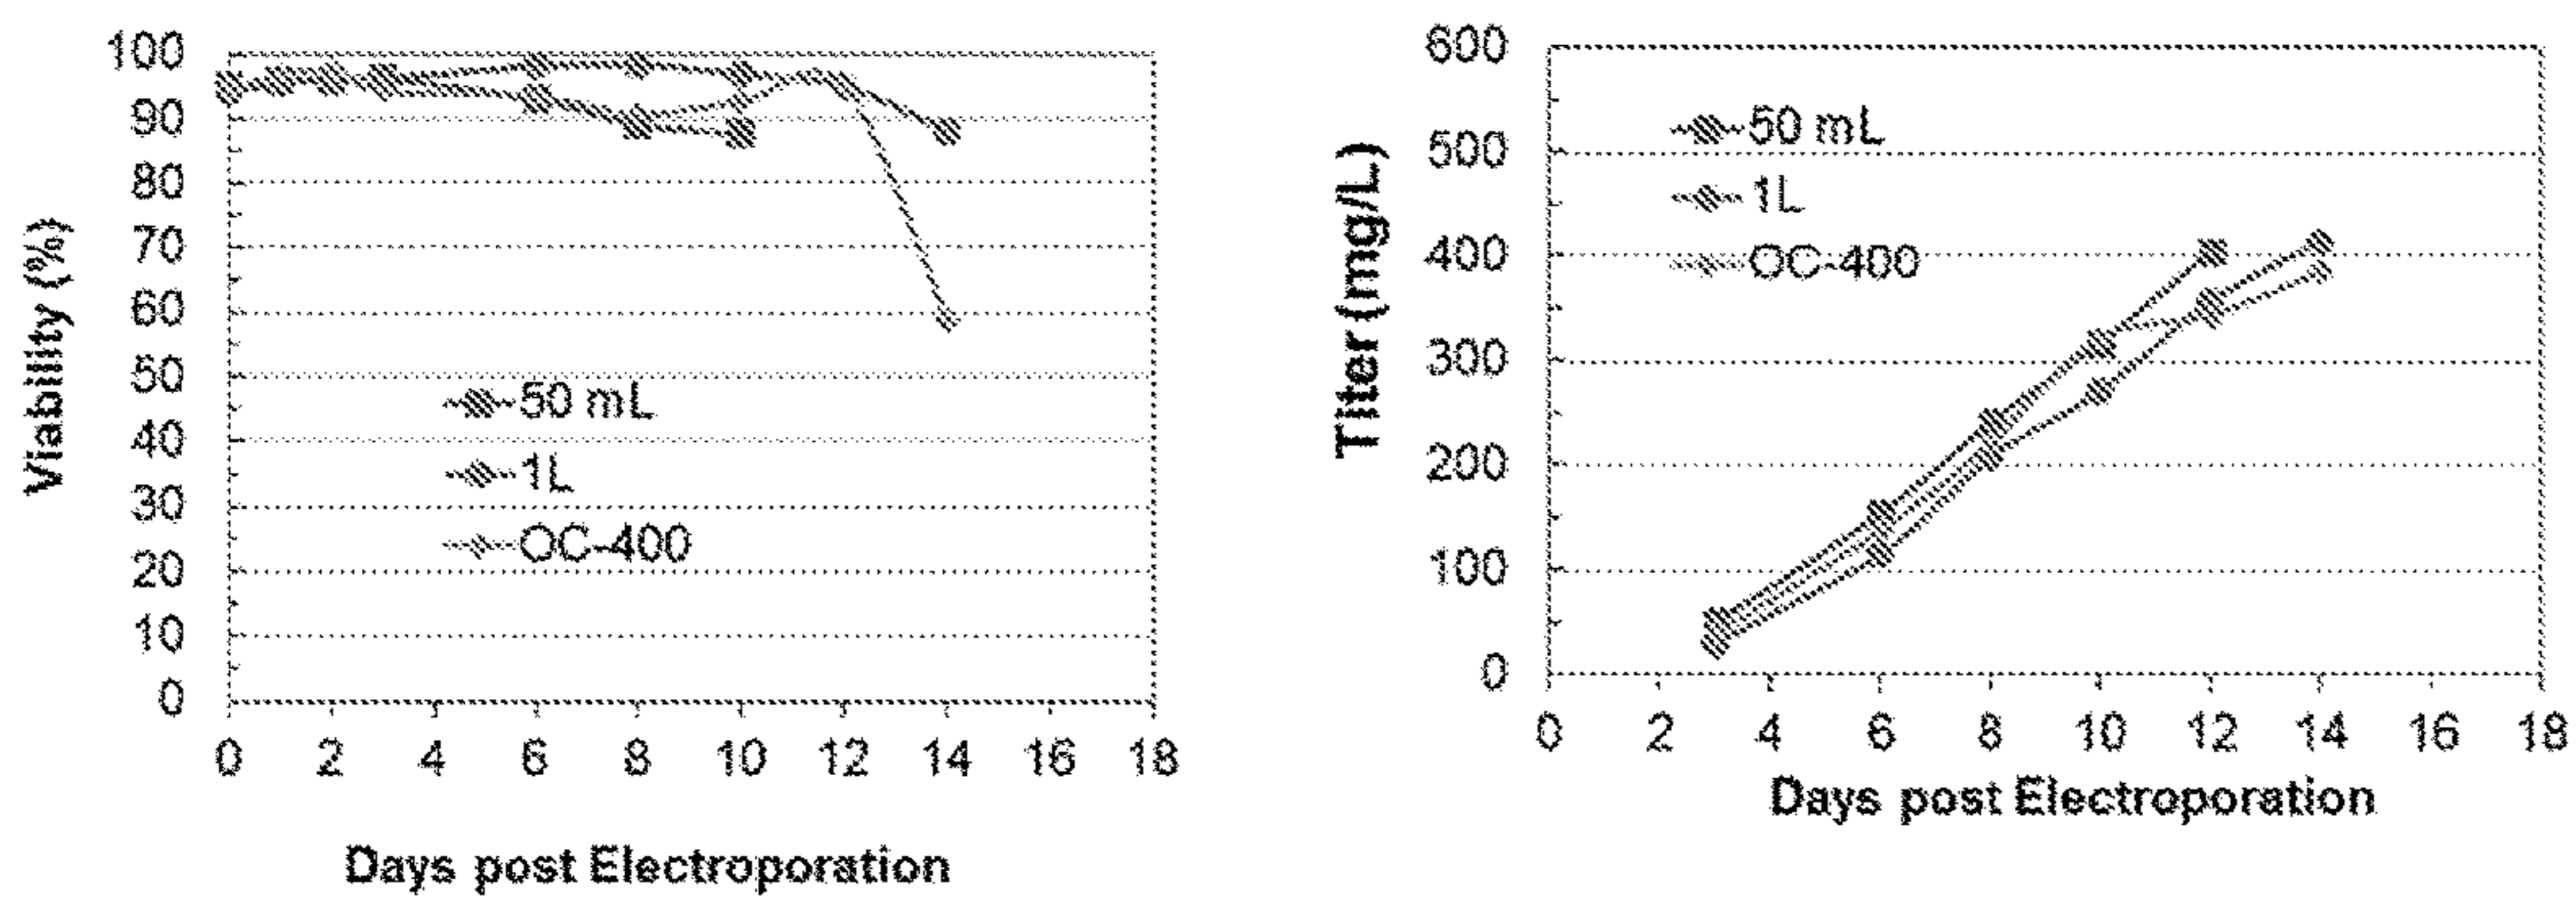 Viability (%)
100
90
80
70
60
50
40
30
20
10
0
50 mL
1L
OC-400
0 2 4 6 8 10 12 14 16 18
Days post Electroporation
Titer (mg/L)
600
500
400
300
200
100
0
50 mL
1L
OC-400
0 2 4 6 8 10 12 14 16 18
Days post Electroporation